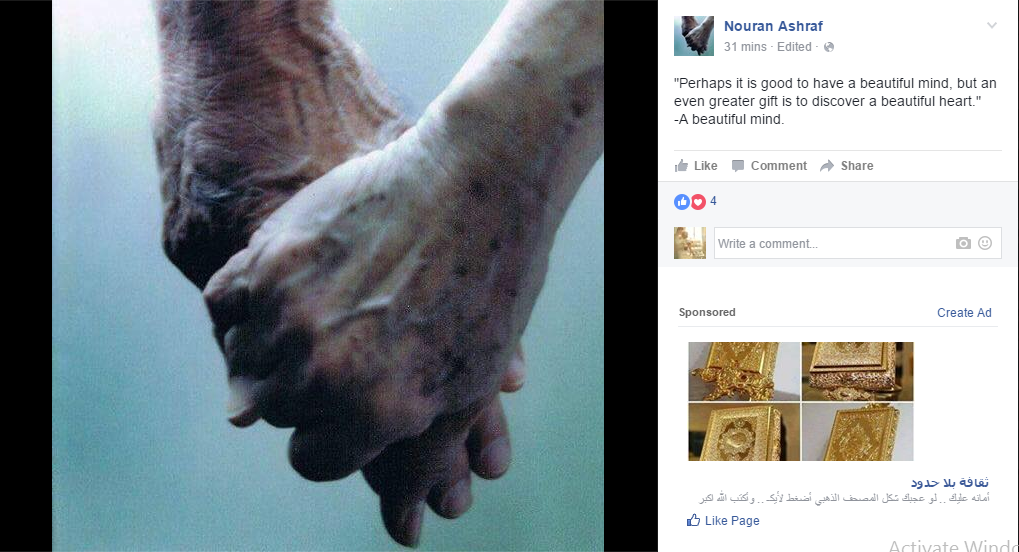 Nouran Ashraf
31 mins · Edited ·
"Perhaps it is good to have a beautiful mind, but an
even greater gift is to discover a beautiful heart."
-A beautiful mind.
Like Comment Share
4
Write a comment...
Sponsored Create Ad
ثقافة بلا حدود
أمانه عليك .. لو عجبك شكل المصحف الذهبي أضغط لأيكـ .. وأكتب الله اكبر
Like Page
Activate Windo